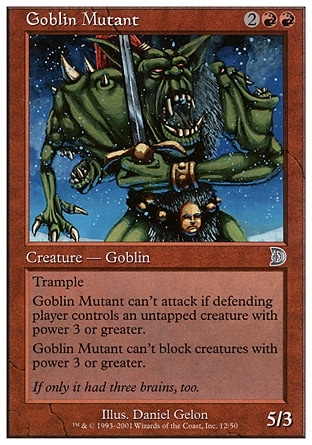 Goblin Mutant 2
Creature — Goblin
Trample
Goblin Mutant can't attack if defending
player controls an untapped creature with
power 3 or greater.
Goblin Mutant can't block creatures with
power 3 or greater.
If only it had three brains, too.
Illus. Daniel Gelon
™ & © 1993–2001 Wizards of the Coast, Inc. 12/50
5/3